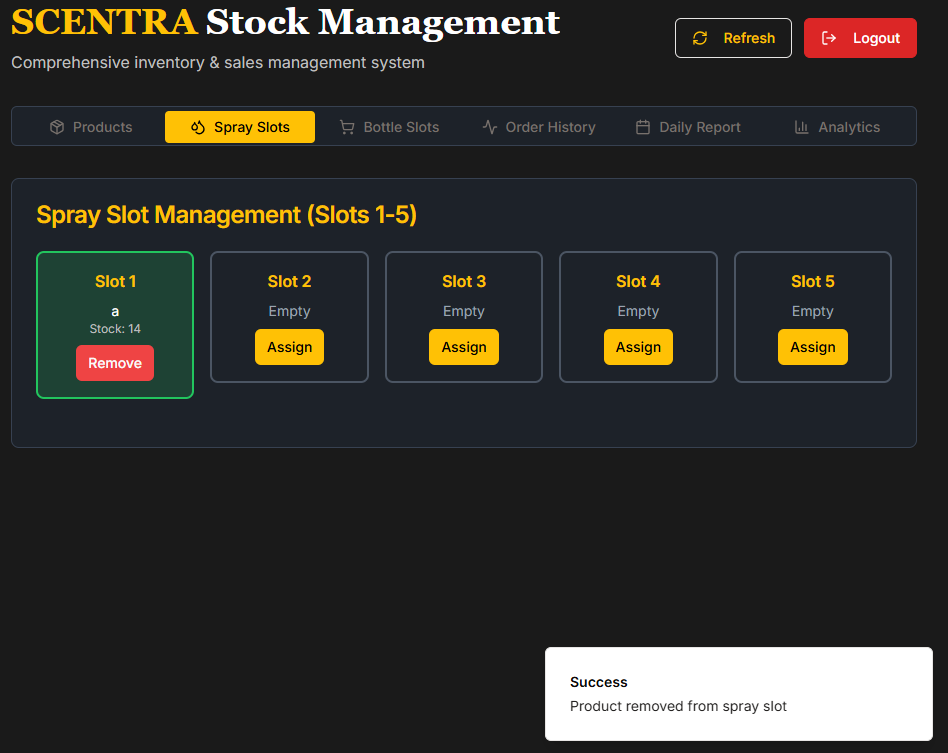 SCENTRA Stock Management
Comprehensive inventory & sales management system
Refresh
Logout
Products
Spray Slots
Bottle Slots
Order History
Daily Report
Analytics
Spray Slot Management (Slots 1-5)
Slot 1
a
Stock: 14
Remove
Slot 2
Empty
Assign
Slot 3
Empty
Assign
Slot 4
Empty
Assign
Slot 5
Empty
Assign
Success
Product removed from spray slot